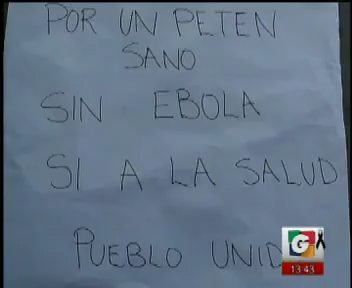 POR UN PETEN
SANO
SIN EBOLA
SI A LA SALUD
PUEBLO UNID
G
13:43